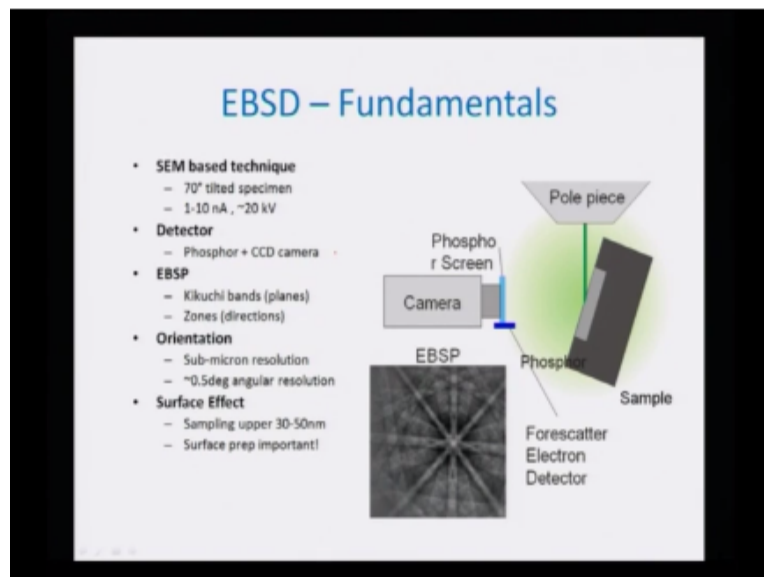 EBSD – Fundamentals
• SEM based technique
– 70° tilted specimen
– 1-10 nA , ~20 kV
• Detector
– Phosphor + CCD camera
• EBSP
– Kikuchi bands (planes)
– Zones (directions)
• Orientation
– Sub-micron resolution
– ~0.5deg angular resolution
• Surface Effect
– Sampling upper 30-50nm
– Surface prep important!
Pole piece
Phospho
r Screen
Camera
EBSP
Phosphor
Sample
Forescatter
Electron
Detector